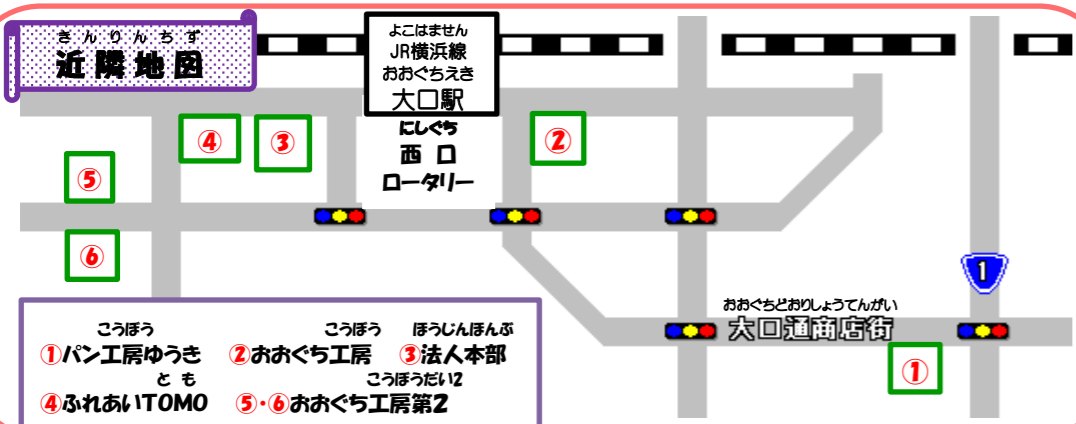 きんりんちず
近隣地図
よこはません
JR横浜線
おおぐちえき
大口駅
にしぐち
西口
ロータリー
④
③
②
⑤
⑥
1
おおぐちどおりしょうてんがい
大口通商店街
①
こうぼう こうぼう ほうじんほんぶ
①パン工房ゆうき ②おおぐち工房 ③法人本部
とも こうぼうだい2
④ふれあいTOMO ⑤・⑥おおぐち工房第2